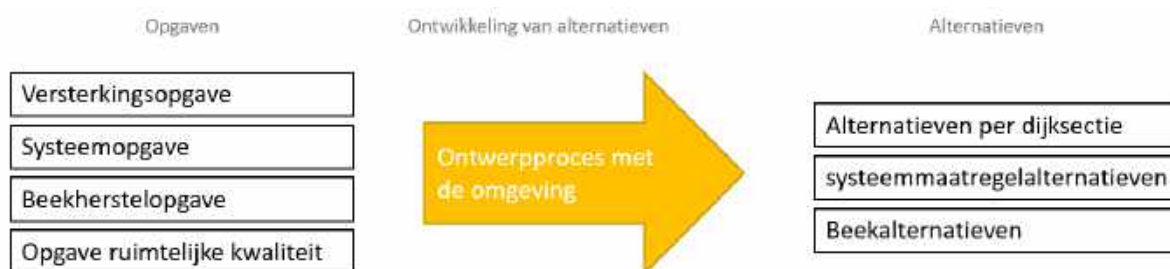 Opgaven
Ontwikkeling van alternatieven
Alternatieven
Versterkingsopgave
Systeemopgave
Beekherstelopgave
Opgave ruimtelijke kwaliteit
Ontwerpproces met
de omgeving
Alternatieven per dijksectie
systeemmaatregelalternatieven
Beekalternatieven